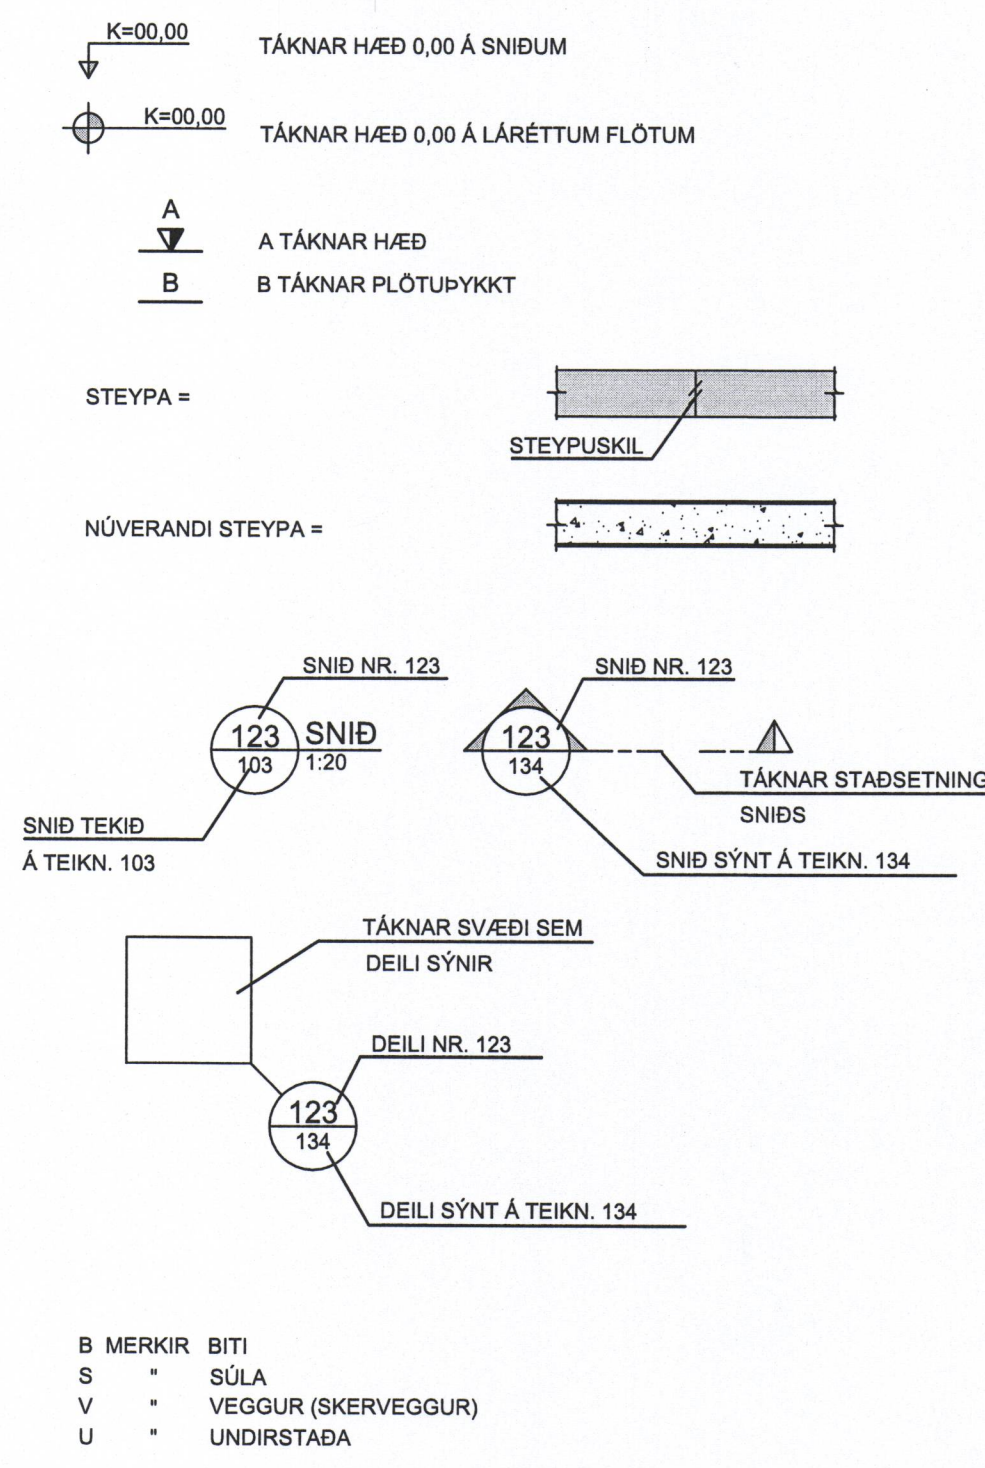 K=00,00
TÁKNAR HÆÐ 0,00 Á SNIÐUM
K=00,00
TÁKNAR HÆÐ 0,00 Á LÁRÉTTUM FLÖTUM
A
A TÁKNAR HÆÐ
B
B TÁKNAR PLÖTUÞYKKT
STEYPA =
STEYPUSKIL
NÚVERANDI STEYPA =
SNIÐ NR. 123
123
SNIÐ
103
1:20
SNIÐ TEKIÐ
Á TEIKN. 103
SNIÐ NR. 123
123
134
TÁKNAR STAÐSETNING
SNIÐS
SNIÐ SÝNT Á TEIKN. 134
TÁKNAR SVÆÐI SEM
DEILI SÝNIR
DEILI NR. 123
123
134
DEILI SÝNT Á TEIKN. 134
B MERKIR BITI
S " SÚLA
V " VEGGUR (SKERVEGGUR)
U " UNDIRSTAÐA